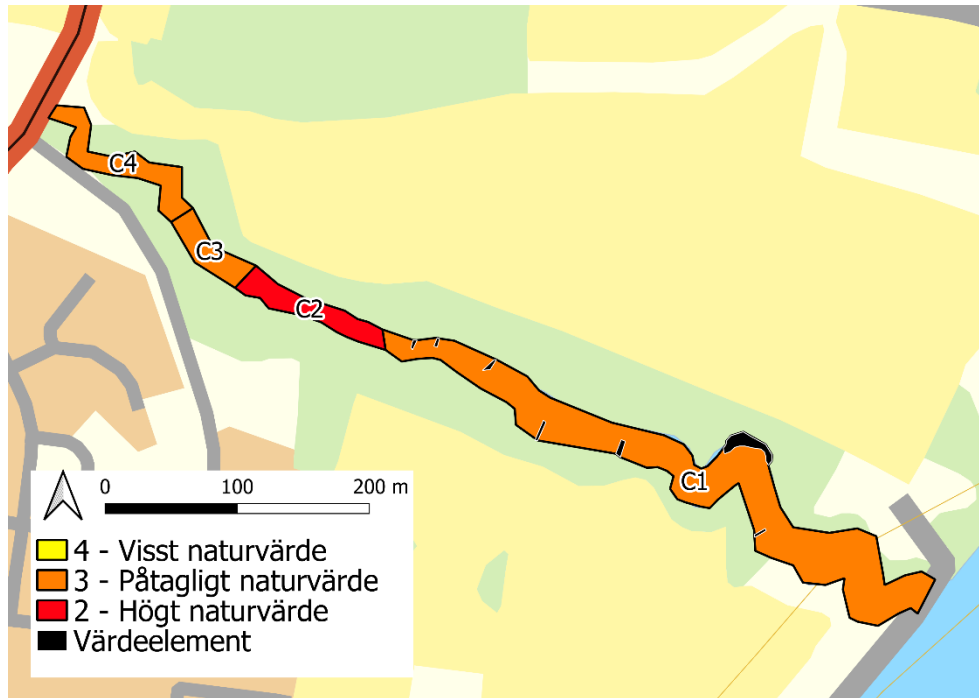 C4
C3
C2
C1
0 100 200 m
4 - Visst naturvärde
3 - Påtagligt naturvärde
2 - Högt naturvärde
Värdeelement